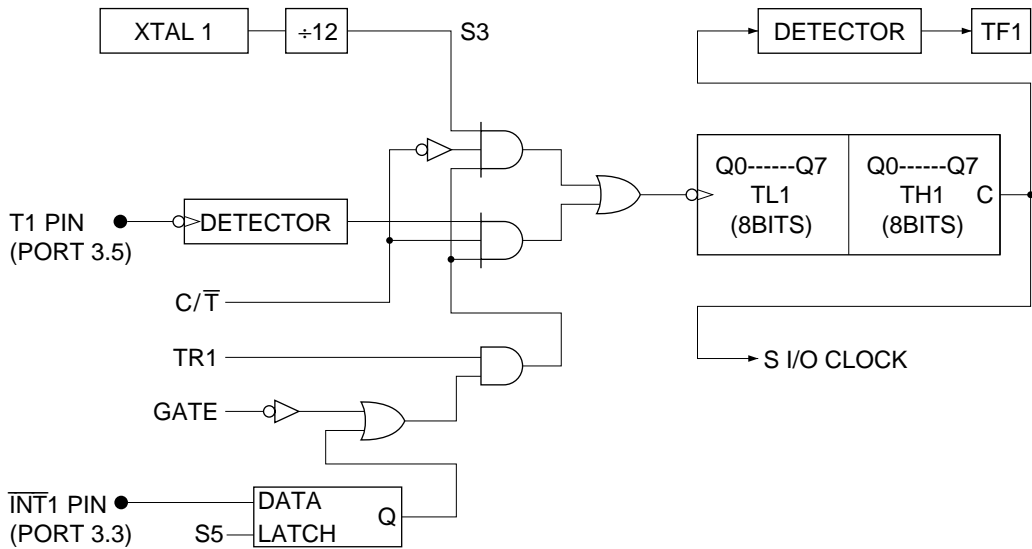 XTAL 1
÷12
S3
DETECTOR
TF1
Q0------Q7
TL1
(8BITS)
Q0------Q7
TH1
(8BITS)
C
T1 PIN
(PORT 3.5)
DETECTOR
C/T̅
TR1
S I/O CLOCK
GATE
I̅N̅T̅1 PIN
(PORT 3.3)
DATA
LATCH
Q
S5